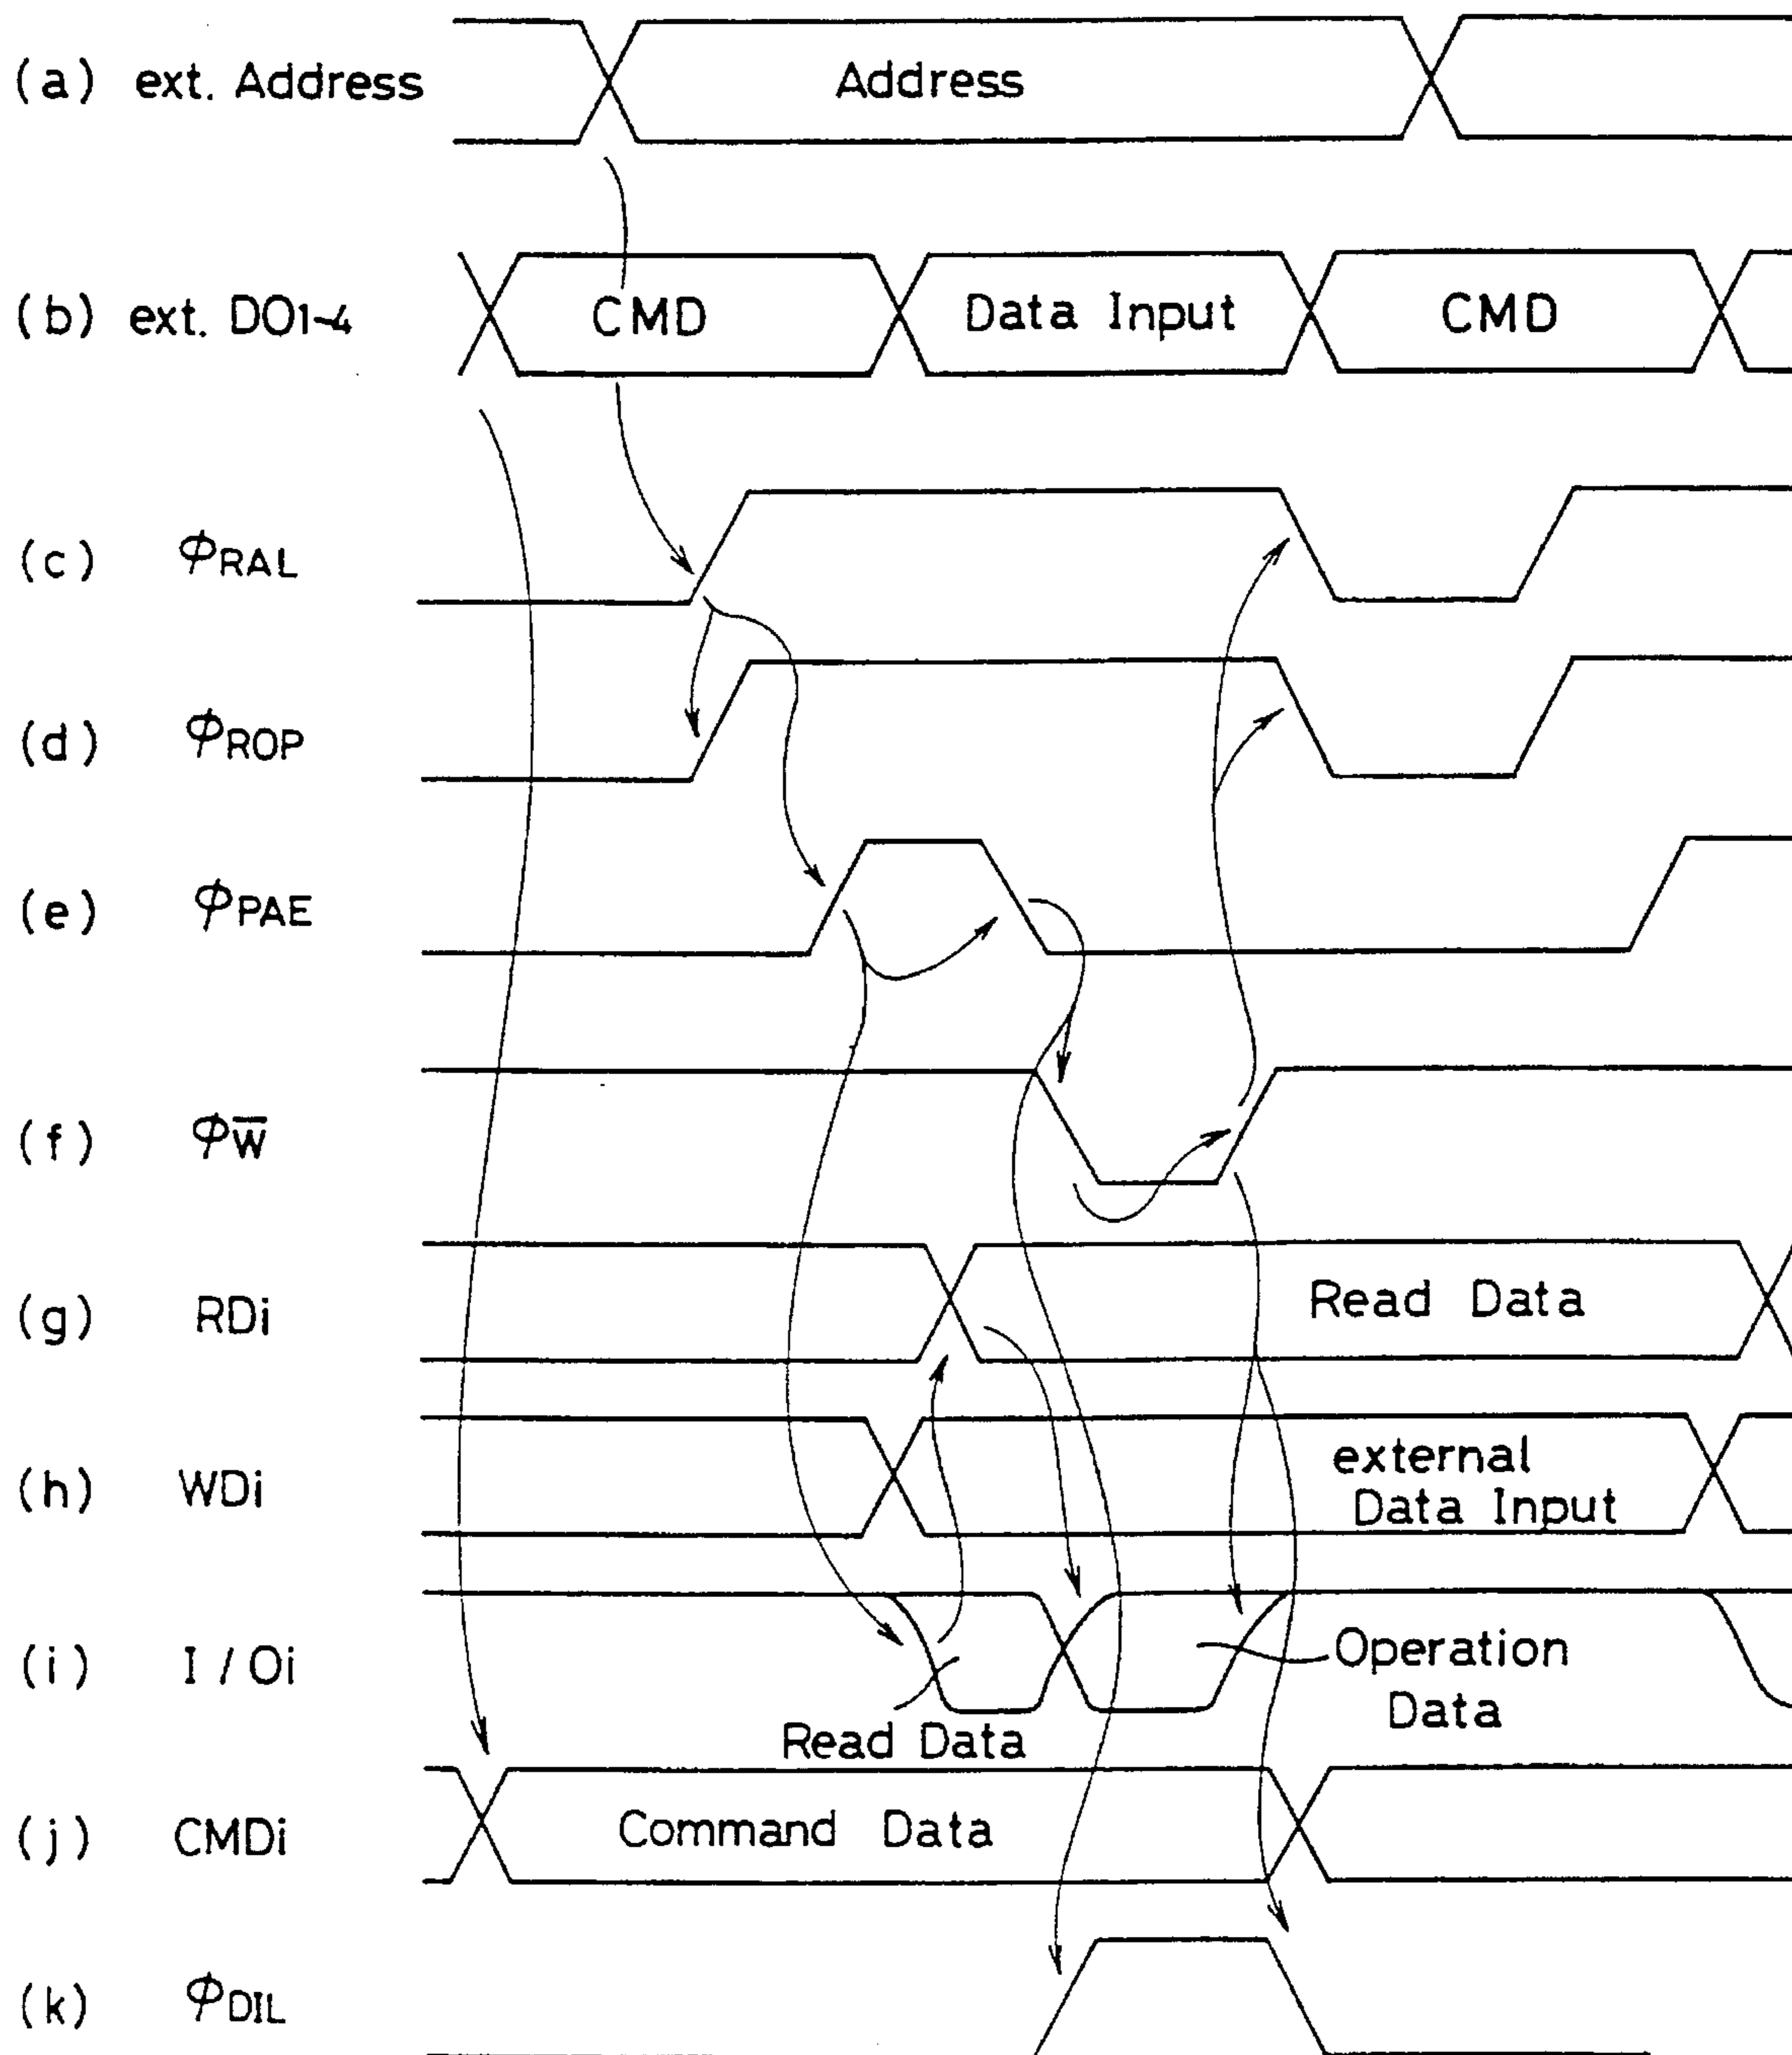 (a) ext. Address Address
(b) ext. DO1-4 CMD Data Input CMD
(c) ΦRAL
(d) ΦROP
(e) ΦPAE
(f) ΦW̅
(g) RDi Read Data
(h) WDi external
Data Input
(i) I/Oi Operation
Data
Read Data
(j) CMDi Command Data
(k) ΦDIL